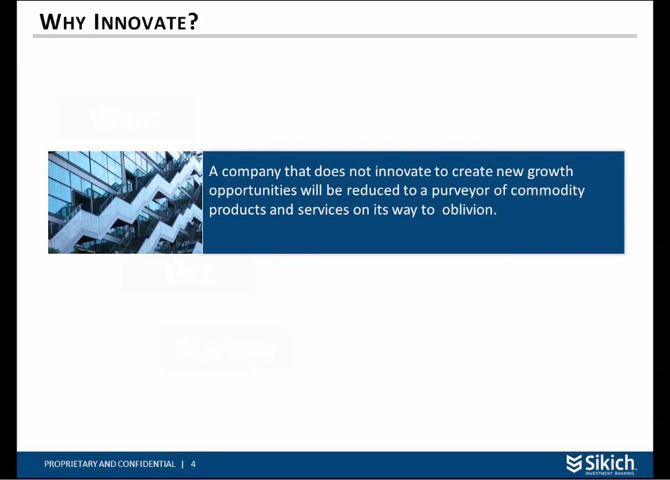 WHY INNOVATE?
A company that does not innovate to create new growth
opportunities will be reduced to a purveyor of commodity
products and services on its way to oblivion.
PROPRIETARY AND CONFIDENTIAL | 4
Sikich
INVESTMENT BANKING